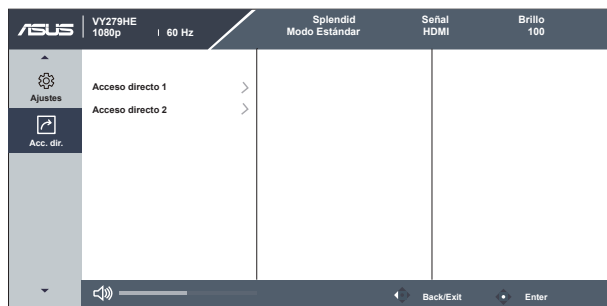 ASUS
VY279HE
1080p | 60 Hz
Splendid
Modo Estándar
Señal
HDMI
Brillo
100
Ajustes
Acc. dir.
Acceso directo 1
Acceso directo 2
Back/Exit
Enter